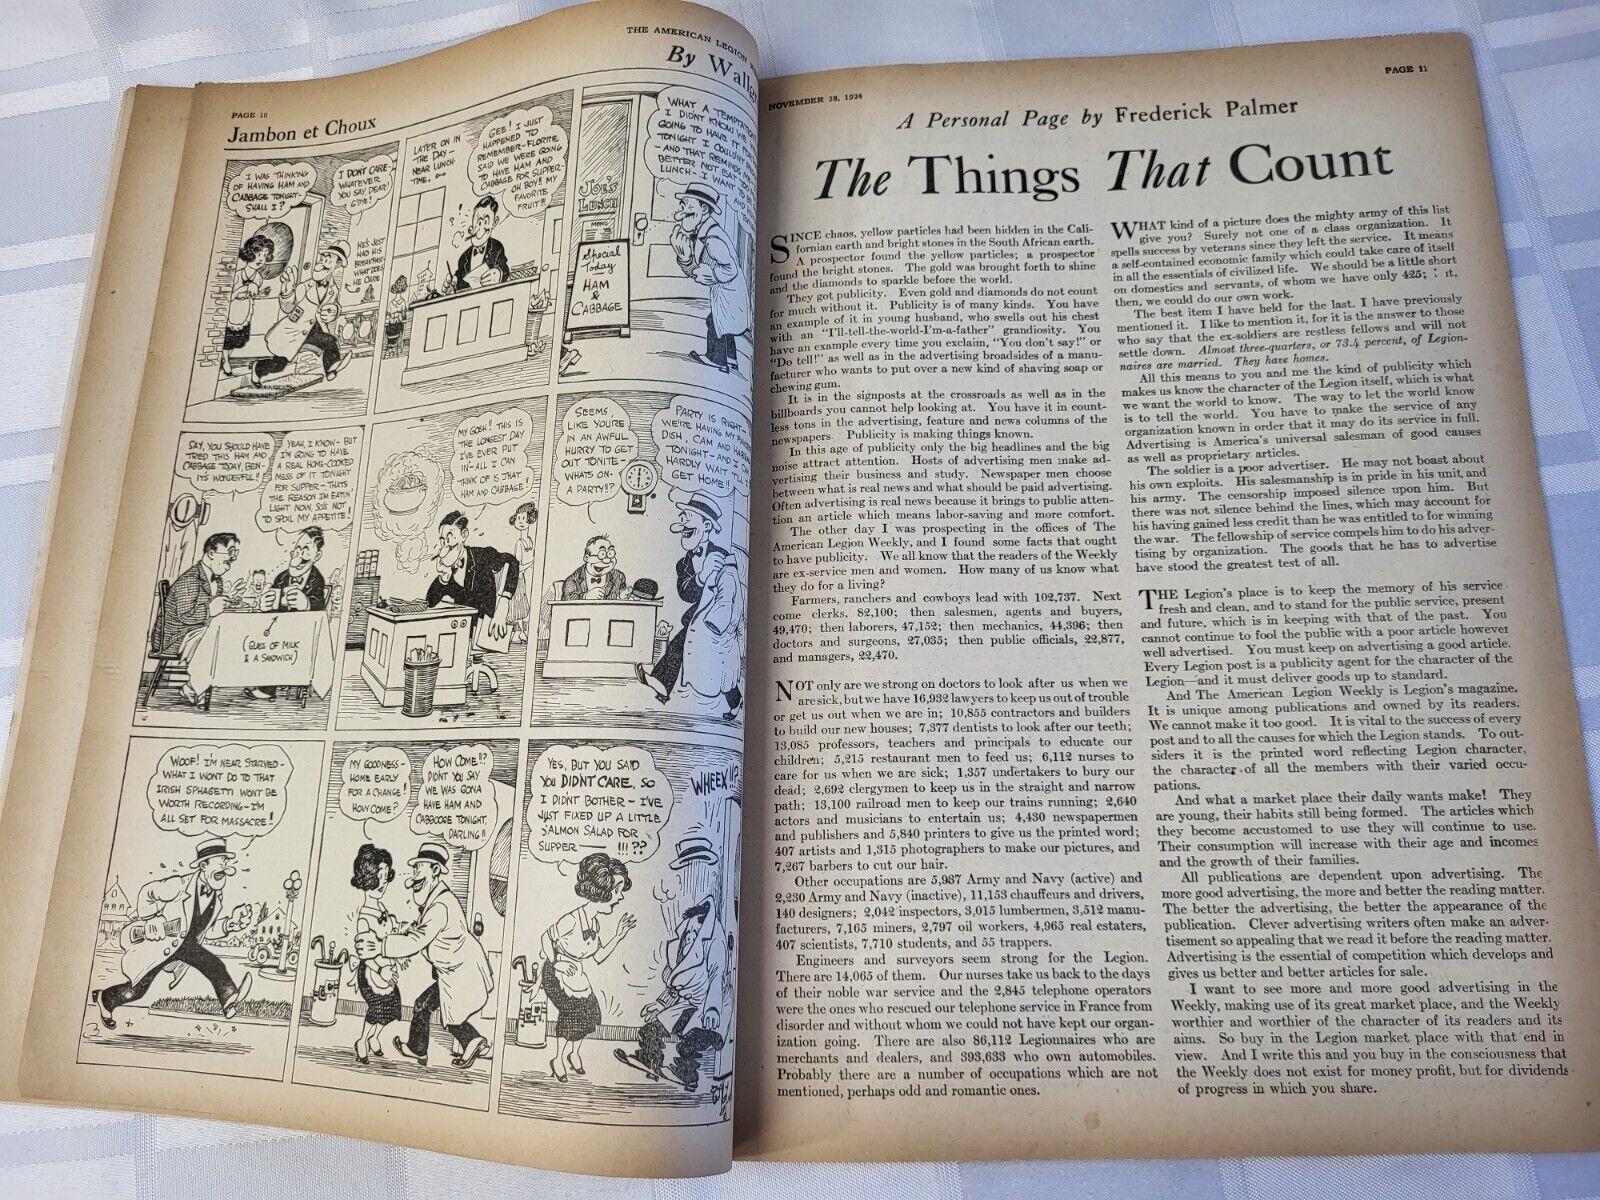 THE AMERICAN LEGION
By
PAGE 10
Jambon et Choux
I WAS THINKING
OF HAVING HAM AND
CABBAGE TONIGHT-
SHALL I?
I DON'T CARE-
WHATEVER
YOU SAY, DEAR!
G'BYE!
HE'S JUST
HAD HIS
BREAKFAST-
WHAT DOES
HE CARE
LATER ON IN
THE DAY-
NEAR LUNCH
TIME.
GEE! I JUST
HAPPENED TO
REMEMBER-FLORRIE
SAID WE WERE GOING
TO HAVE HAM AND
CABBAGE FOR SUPPER-
OH BOY!! MY
FAVORITE
FRUIT!!!
JOE'S
LUNCH
MENU
Special
Today
HAM
&
CABBAGE
WHAT A TEMPTATION
I DIDN'T KNOW WE
GOING TO HAVE IT FOR
TONIGHT I COULDN'T
-AND THAT REMINDS ME
BETTER NOT EAT TOO
LUNCH- I WANT TO
AND
SAY, YOU SHOULD HAVE
TRIED THIS HAM AND
CABBAGE TODAY, BEN-
IT'S WONDERFUL!
YEAH, I KNOW- BUT
I'M GOING TO HAVE
A REAL HOME-COOKED
MESS OF IT TONIGHT
FOR SUPPER-THAT'S
THE REASON I'M EATIN'
LIGHT NOW, SO'S NOT
TO SPOIL MY APPETITE!
(GLASS OF MILK
& A SANDWICH)
MY GOSH! THIS IS
THE LONGEST DAY
I'VE EVER PUT
IN-ALL I CAN
THINK OF IS THAT
HAM AND CABBAGE!
SEEMS
LIKE YOU'RE
IN AN AWFUL
HURRY TO GET
OUT TONITE-
WHATS ON-
A PARTY!?
PARTY IS RIGHT-
WE'RE HAVING MY
DISH, CAM AND
TONIGHT- AND I
HARDLY WAIT
GET HOME!!
WOOF! I'M NEAR STARVED-
WHAT I WON'T DO TO THAT
IRISH SPHAGETTI WON'T BE
WORTH RECORDING-I'M
ALL SET FOR MASSACRE!
MY GOODNESS-
HOME EARLY
FOR A CHANGE!
HOW COME?
HOW COME!?
DIDN'T YOU SAY
WE WAS GONA
HAVE HAM AND
CABBOOGE TONIGHT,
DARLING!!
YES, BUT YOU SAID
YOU DIDN'T CARE, SO
I DIDN'T BOTHER- I'VE
JUST FIXED UP A LITTLE
SALMON SALAD FOR
SUPPER— !!!??
WHEEX!!?
NOVEMBER 28, 1924
PAGE 11
A Personal Page by Frederick Palmer
The Things That Count
SINCE chaos, yellow particles had been hidden in the Cali-
fornian earth and bright stones in the South African earth.
A prospector found the yellow particles; a prospector
found the bright stones. The gold was brought forth to shine
and the diamonds to sparkle before the world.
They got publicity. Even gold and diamonds do not count
for much without it. Publicity is of many kinds. You have
an example of it in young husband, who swells out his chest
with an "I'll-tell-the-world-I'm-a-father" grandiosity. You
have an example every time you exclaim, "You don't say!" or
"Do tell!" as well as in the advertising broadsides of a manu-
facturer who wants to put over a new kind of shaving soap or
chewing gum.
It is in the signposts at the crossroads as well as in the
billboards you cannot help looking at. You have it in count-
less tons in the advertising, feature and news columns of the
newspapers. Publicity is making things known.
In this age of publicity only the big headlines and the big
noise attract attention. Hosts of advertising men make ad-
vertising their business and study. Newspaper men choose
between what is real news and what should be paid advertising.
Often advertising is real news because it brings to public atten-
tion an article which means labor-saving and more comfort.
The other day I was prospecting in the offices of The
American Legion Weekly, and I found some facts that ought
to have publicity. We all know that the readers of the Weekly
are ex-service men and women. How many of us know what
they do for a living?
Farmers, ranchers and cowboys lead with 102,737. Next
come clerks, 82,100; then salesmen, agents and buyers,
49,470; then laborers, 47,152; then mechanics, 44,396; then
doctors and surgeons, 27,035; then public officials, 22,877,
and managers, 22,470.
NOT only are we strong on doctors to look after us when we
are sick, but we have 16,932 lawyers to keep us out of trouble
or get us out when we are in; 10,855 contractors and builders
to build our new houses; 7,377 dentists to look after our teeth;
13,085 professors, teachers and principals to educate our
children; 5,215 restaurant men to feed us; 6,112 nurses to
care for us when we are sick; 1,357 undertakers to bury our
dead; 2,692 clergymen to keep us in the straight and narrow
path; 13,100 railroad men to keep our trains running; 2,640
actors and musicians to entertain us; 4,430 newspapermen
and publishers and 5,840 printers to give us the printed word;
407 artists and 1,315 photographers to make our pictures, and
7,267 barbers to cut our hair.
Other occupations are 5,937 Army and Navy (active) and
2,230 Army and Navy (inactive), 11,153 chauffeurs and drivers,
140 designers; 2,042 inspectors, 3,015 lumbermen, 3,512 manu-
facturers, 7,165 miners, 2,797 oil workers, 4,965 real estaters,
407 scientists, 7,710 students, and 55 trappers.
Engineers and surveyors seem strong for the Legion.
There are 14,065 of them. Our nurses take us back to the days
of their noble war service and the 2,845 telephone operators
were the ones who rescued our telephone service in France from
disorder and without whom we could not have kept our organ-
ization going. There are also 86,112 Legionnaires who are
merchants and dealers, and 393,633 who own automobiles.
Probably there are a number of occupations which are not
mentioned, perhaps odd and romantic ones.
WHAT kind of a picture does the mighty army of this list
give you? Surely not one of a class organization. It
spells success by veterans since they left the service. It means
a self-contained economic family which could take care of itself
in all the essentials of civilized life. We should be a little short
on domestics and servants, of whom we have only 425;
then, we could do our own work.
The best item I have held for the last. I have previously
mentioned it. I like to mention it, for it is the answer to those
who say that the ex-soldiers are restless fellows and will not
settle down. Almost three-quarters, or 73.4 percent, of Legion-
naires are married. They have homes.
All this means to you and me the kind of publicity which
makes us know the character of the Legion itself, which is what
we want the world to know. The way to let the world know
is to tell the world. You have to make the service of any
organization known in order that it may do its service in full.
Advertising is America's universal salesman of good causes
as well as proprietary articles.
The soldier is a poor advertiser. He may not boast about
his own exploits. His salesmanship is in pride in his unit, and
his army. The censorship imposed silence upon him. But
there was not silence behind the lines, which may account for
his having gained less credit than he was entitled to for winning
the war. The fellowship of service compels him to do his adver-
tising by organization. The goods that he has to advertise
have stood the greatest test of all.
THE Legion's place is to keep the memory of his service
fresh and clean, and to stand for the public service, present
and future, which is in keeping with that of the past. You
cannot continue to fool the public with a poor article however
well advertised. You must keep on advertising a good article.
Every Legion post is a publicity agent for the character of the
Legion—and it must deliver goods up to standard.
And The American Legion Weekly is Legion's magazine.
It is unique among publications and owned by its readers.
We cannot make it too good. It is vital to the success of every
post and to all the causes for which the Legion stands. To out-
siders it is the printed word reflecting Legion character,
the character of all the members with their varied occu-
pations.
And what a market place their daily wants make! They
are young, their habits still being formed. The articles which
they become accustomed to use they will continue to use.
Their consumption will increase with their age and incomes
and the growth of their families.
All publications are dependent upon advertising. The
more good advertising, the more and better the reading matter.
The better the advertising, the better the appearance of the
publication. Clever advertising writers often make an adver-
tisement so appealing that we read it before the reading matter.
Advertising is the essential of competition which develops and
gives us better and better articles for sale.
I want to see more and more good advertising in the
Weekly, making use of its great market place, and the Weekly
worthier and worthier of the character of its readers and its
aims. So buy in the Legion market place with that end in
view. And I write this and you buy in the consciousness that
the Weekly does not exist for money profit, but for dividends
of progress in which you share.